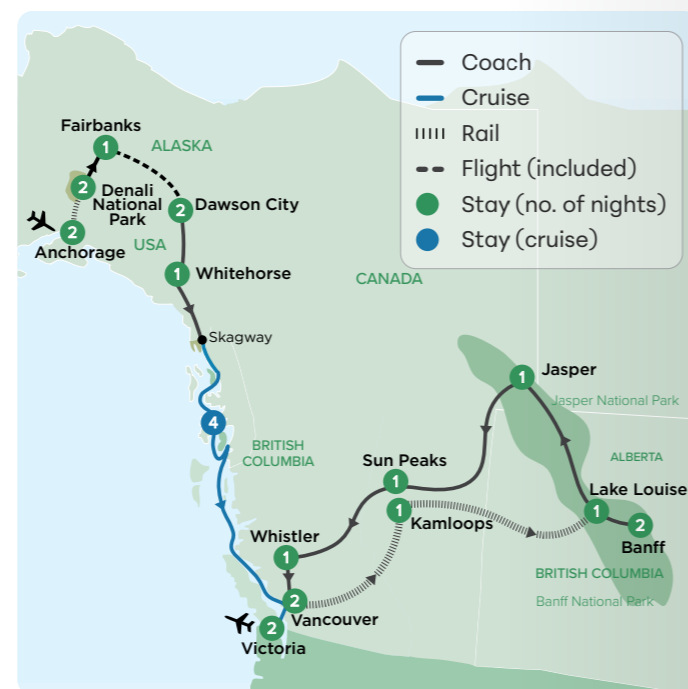 Coach
Cruise
Rail
Flight (included)
Stay (no. of nights)
Stay (cruise)
Fairbanks
1
ALASKA
2
Denali
National
Park
2
Dawson City
2
Anchorage
USA
1
Whitehorse
CANADA
Skagway
1
Jasper
Jasper National Park
4
BRITISH
COLUMBIA
ALBERTA
Sun Peaks
1
Lake Louise
1
Kamloops
1
2
Banff
Whistler
1
BRITISH COLUMBIA
Banff National Park
2
Vancouver
2
Victoria